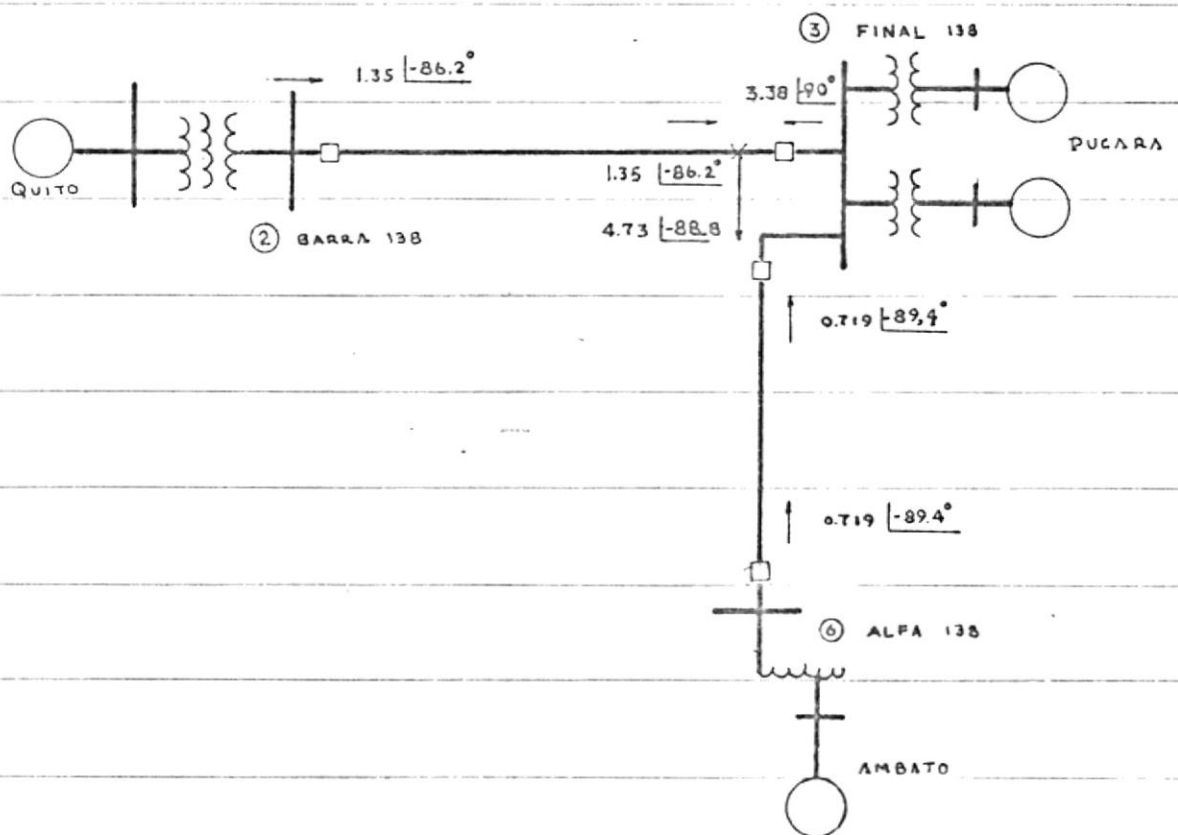 ③ FINAL 138
1.35 |-86.2°
3.38 |-90°
PUCARA
QUITO
1.35 |-86.2°
② BARRA 138
4.73 |-88.8
0.719 |-89,4°
0.719 |-89.4°
⑥ ALFA 138
AMBATO